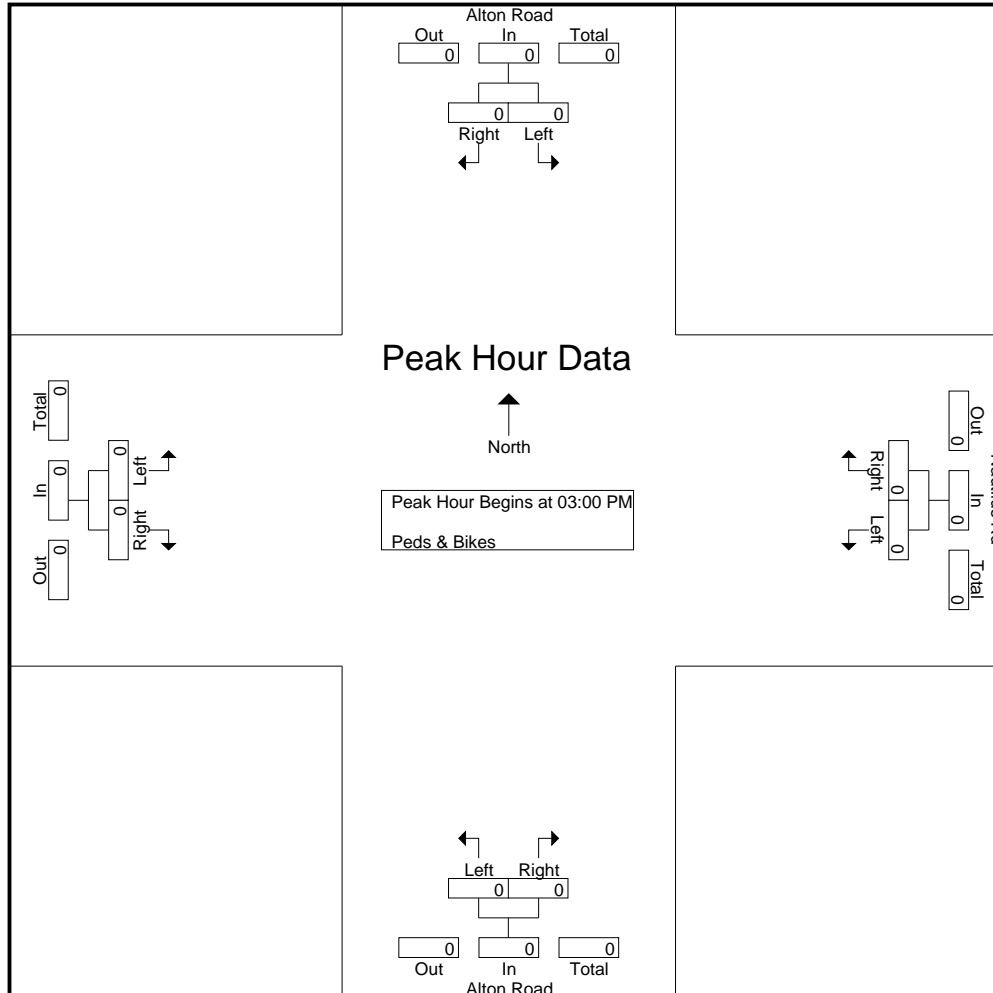 Alton Road
Out In Total
0 0 0
0 0
Right Left
Peak Hour Data
North
Peak Hour Begins at 03:00 PM
Peds & Bikes
Total 0
In 0
Out 0
Left 0
Right 0
Right 0
Left 0
Out 0
In 0
Total 0
Left Right
0 0
0 0 0
Out In Total
Alton Road